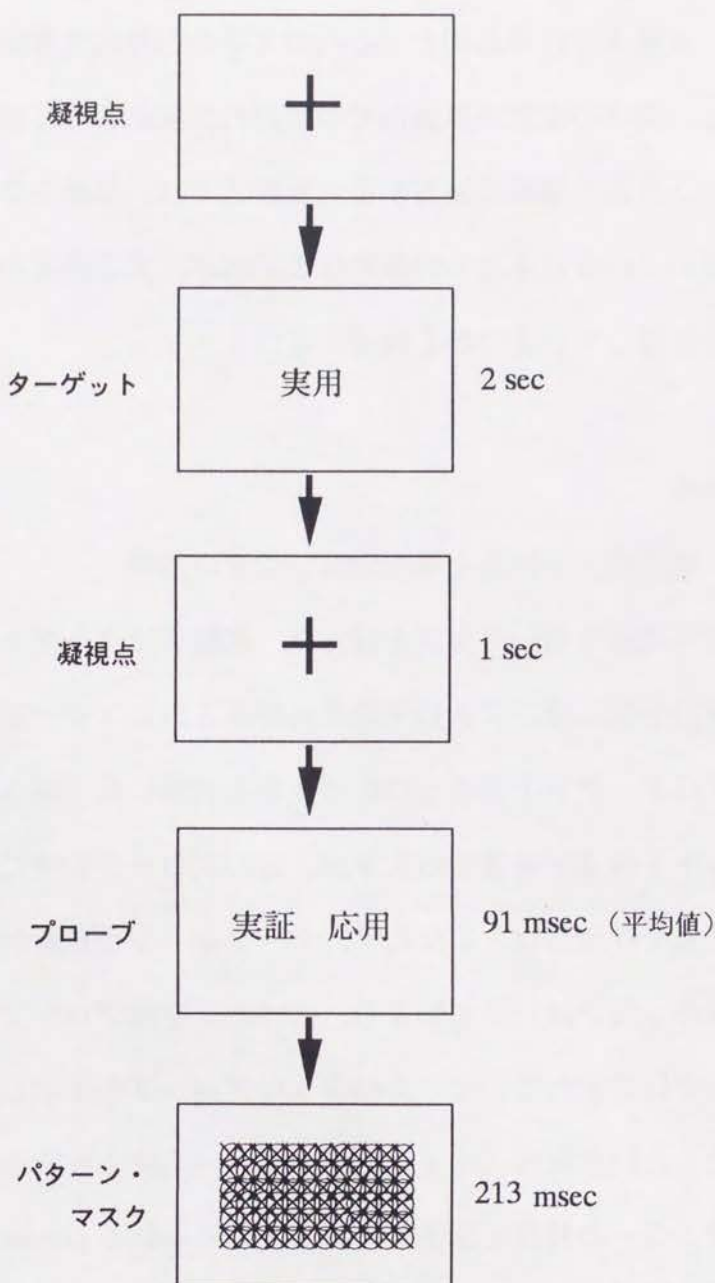 凝視点
ターゲット
実用
2 sec
凝視点
1 sec
プローブ
実証　応用
91 msec（平均値）
パターン・
マスク
213 msec